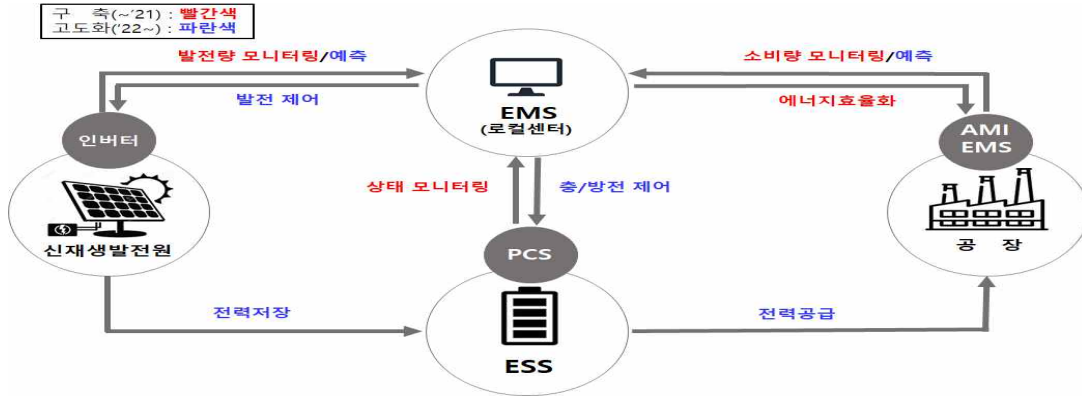 구 축(~'21) : 빨간색
고도화('22~) : 파란색
발전량 모니터링/예측
소비량 모니터링/예측
발전 제어
에너지효율화
EMS
(로컬센터)
인버터
AMI
EMS
상태 모니터링
충/방전 제어
신재생발전원
공 장
PCS
전력저장
전력공급
ESS